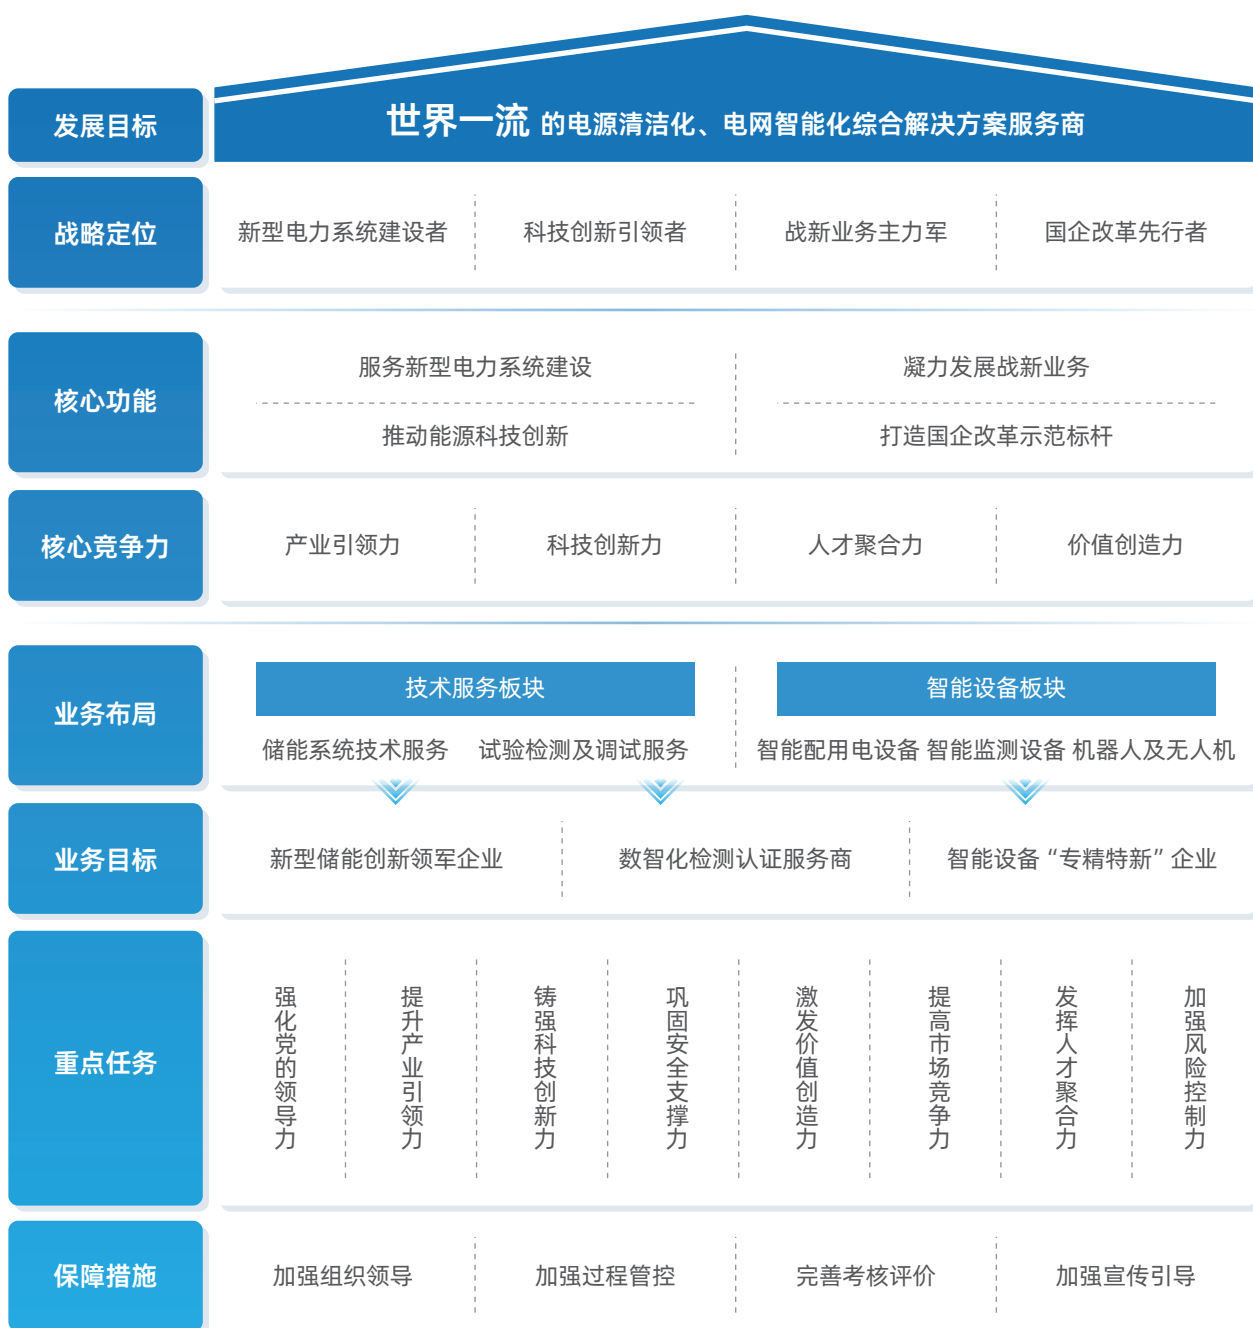 发展目标
世界一流 的电源清洁化、电网智能化综合解决方案服务商
战略定位
新型电力系统建设者
科技创新引领者
战新业务主力军
国企改革先行者
核心功能
服务新型电力系统建设
凝力发展战新业务
推动能源科技创新
打造国企改革示范标杆
核心竞争力
产业引领力
科技创新力
人才聚合力
价值创造力
业务布局
技术服务板块
智能设备板块
储能系统技术服务
试验检测及调试服务
智能配用电设备 智能监测设备 机器人及无人机
业务目标
新型储能创新领军企业
数智化检测认证服务商
智能设备“专精特新”企业
重点任务
强化党的领导力
提升产业引领力
铸强科技创新力
巩固安全支撑力
激发价值创造力
提高市场竞争力
发挥人才聚合力
加强风险控制力
保障措施
加强组织领导
加强过程管控
完善考核评价
加强宣传引导